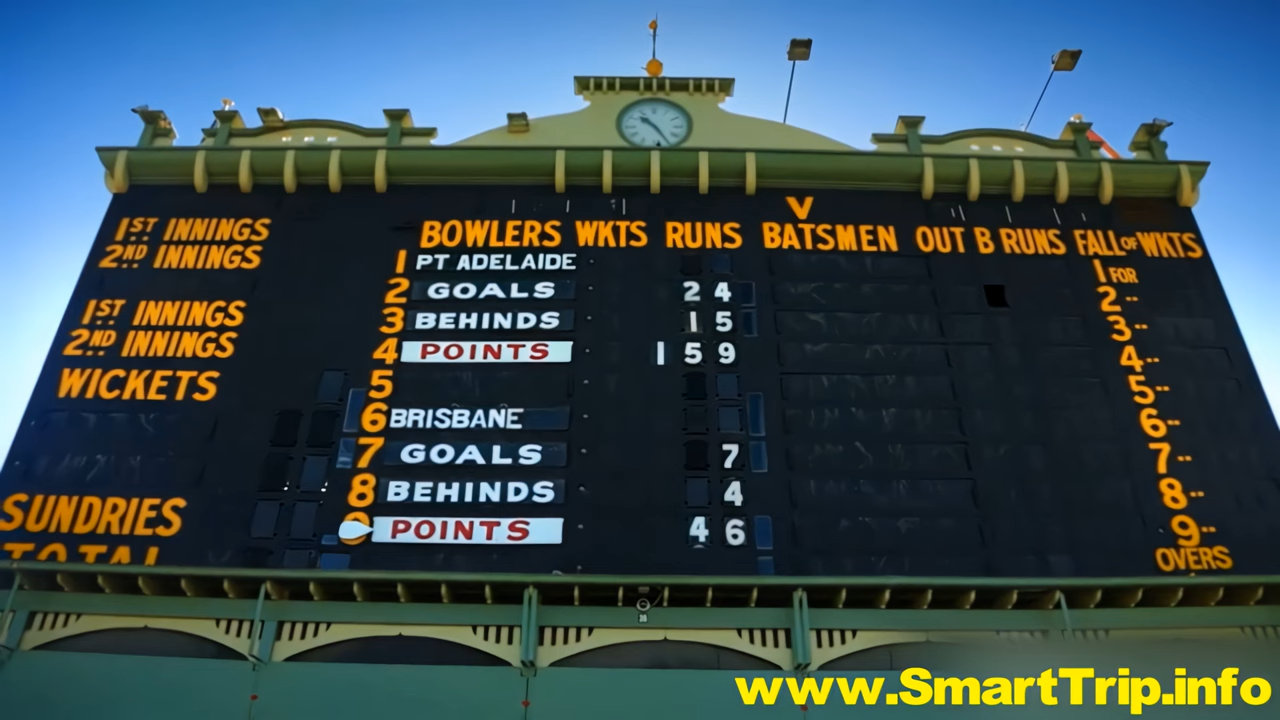 V
1ST INNINGS BOWLERS WKTS RUNS BATSMEN OUT B RUNS FALL OF WKTS
2ND INNINGS 1 PT ADELAIDE 1 FOR
2 GOALS 24 2
1ST INNINGS 3 BEHINDS 15 3
2ND INNINGS 4 POINTS 159 4
WICKETS 5 5
6 BRISBANE 6
7 GOALS 7 7
8 BEHINDS 4 8
SUNDRIES POINTS 46 9
TOTAL OVERS
www.SmartTrip.info